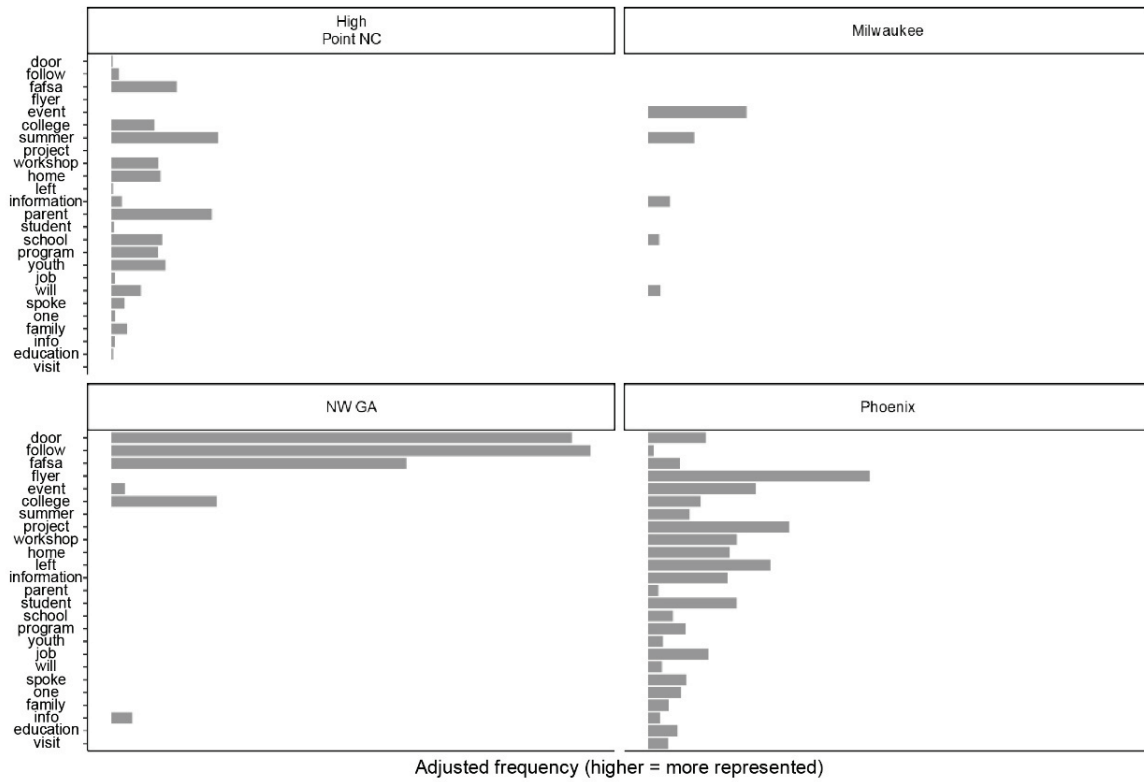 High
Point NC
Milwaukee
door
follow
fafsa
flyer
event
college
summer
project
workshop
home
left
information
parent
student
school
program
youth
job
will
spoke
one
family
info
education
visit
NW GA
Phoenix
door
follow
fafsa
flyer
event
college
summer
project
workshop
home
left
information
parent
student
school
program
youth
job
will
spoke
one
family
info
education
visit
Adjusted frequency (higher = more represented)